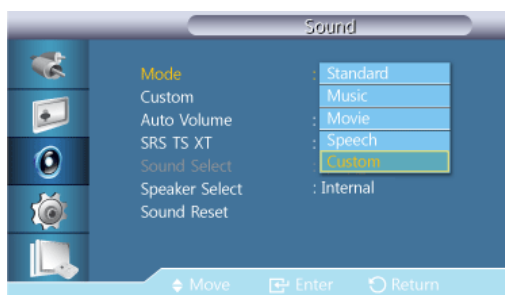 Sound
Mode : Standard
Custom Music
Auto Volume : Movie
SRS TS XT : Speech
Sound Select : Custom
Speaker Select : Internal
Sound Reset
Move Enter Return